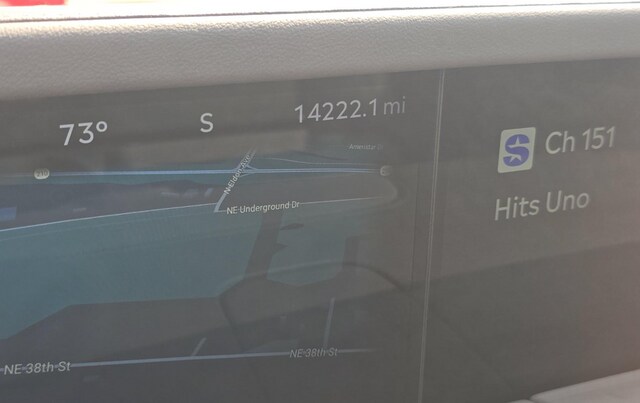 73° S 14222.1 mi
Ch 151
Hits Uno
NE Underground Dr
NE 38th St
NE 38th St